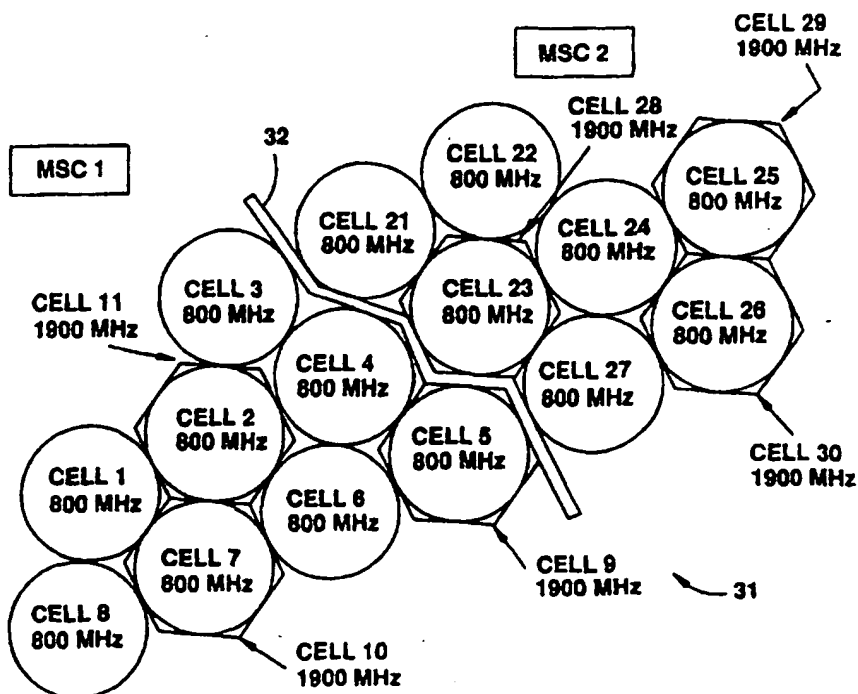 CELL 29
1900 MHz
MSC 2
CELL 28
1900 MHz
32
MSC 1
CELL 22
800 MHz
CELL 25
800 MHz
CELL 21
800 MHz
CELL 24
800 MHz
CELL 3
800 MHz
CELL 23
800 MHz
CELL 26
800 MHz
CELL 11
1900 MHz
CELL 4
800 MHz
CELL 27
800 MHz
CELL 2
800 MHz
CELL 5
800 MHz
CELL 30
1900 MHz
CELL 1
800 MHz
CELL 6
800 MHz
CELL 7
800 MHz
CELL 9
1900 MHz
31
CELL 8
800 MHz
CELL 10
1900 MHz